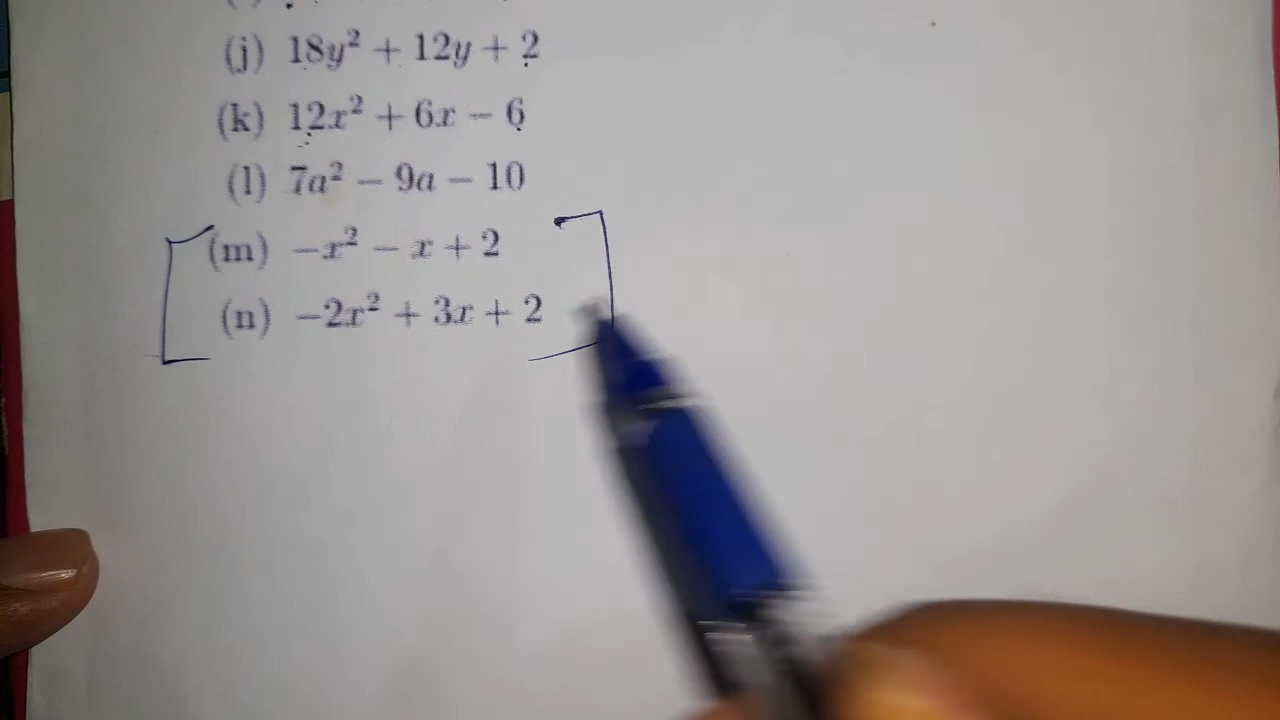 (j) 18y² + 12y + 2
(k) 12x² + 6x − 6
(l) 7a² − 9a − 10
(m) −x² − x + 2
(n) −2x² + 3x + 2